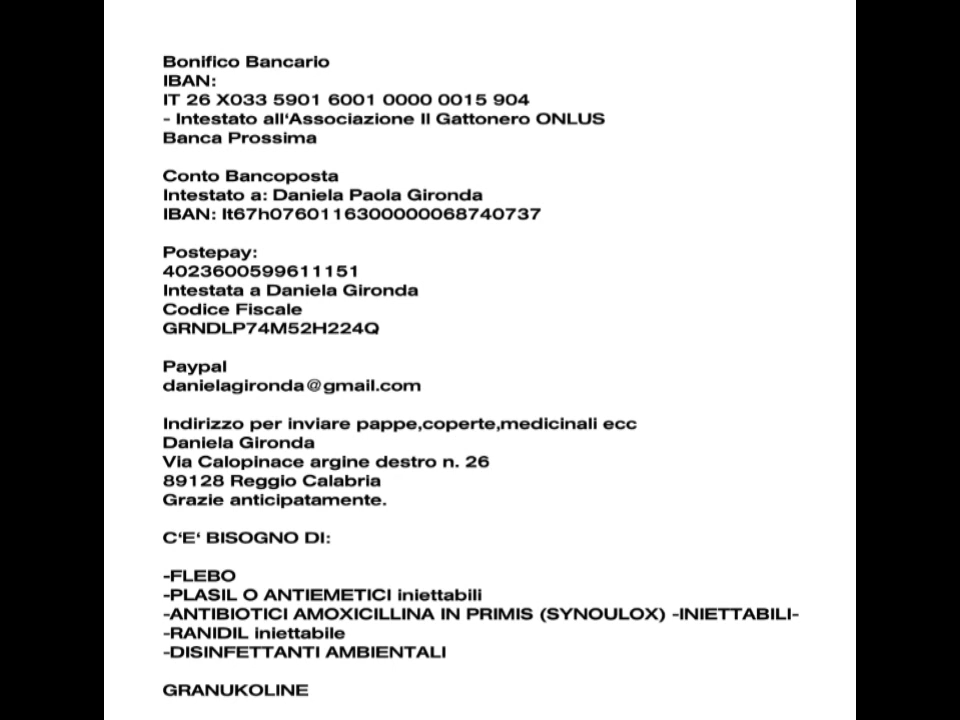 Bonifico Bancario
IBAN:
IT 26 X033 5901 6001 0000 0015 904
- Intestato all‘Associazione Il Gattonero ONLUS
Banca Prossima
Conto Bancoposta
Intestato a: Daniela Paola Gironda
IBAN: It67h0760116300000068740737
Postepay:
4023600599611151
Intestata a Daniela Gironda
Codice Fiscale
GRNDLP74M52H224Q
Paypal
danielagironda@gmail.com
Indirizzo per inviare pappe,coperte,medicinali ecc
Daniela Gironda
Via Calopinace argine destro n. 26
89128 Reggio Calabria
Grazie anticipatamente.
C‘E‘ BISOGNO DI:
-FLEBO
-PLASIL O ANTIEMETICI iniettabili
-ANTIBIOTICI AMOXICILLINA IN PRIMIS (SYNOULOX) -INIETTABILI-
-RANIDIL iniettabile
-DISINFETTANTI AMBIENTALI
GRANUKOLINE